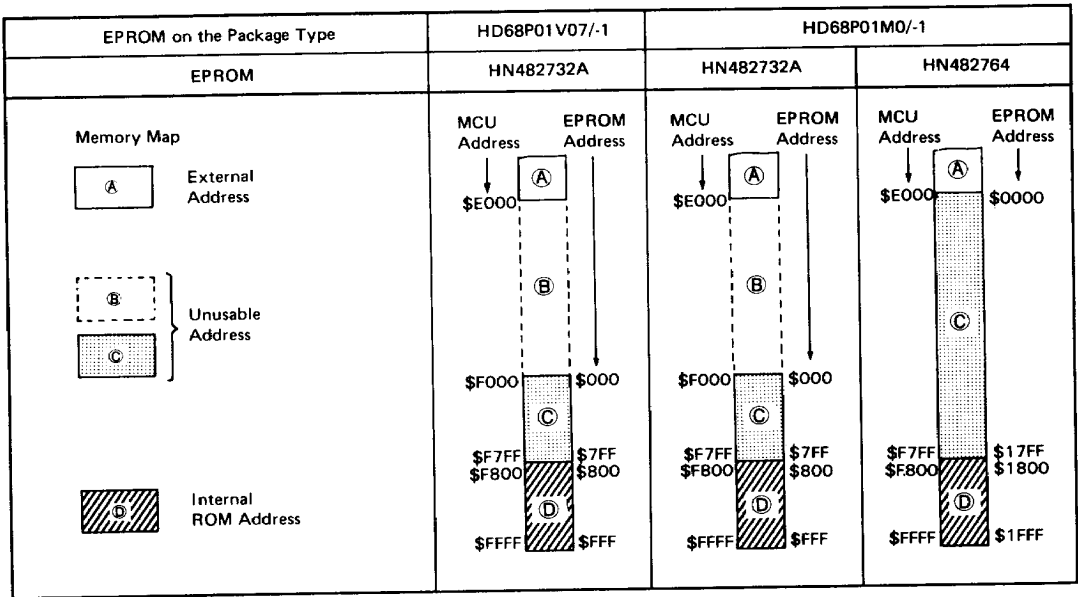 EPROM on the Package Type
HD68P01V07/-1
HD68P01M0/-1
EPROM
HN482732A
HN482732A
HN482764
Memory Map
Ⓐ
External
Address
Ⓑ
Ⓒ
Unusable
Address
Ⓓ
Internal
ROM Address
MCU
Address
EPROM
Address
Ⓐ
$E000
Ⓑ
$F000 $000
Ⓒ
$F7FF $7FF
$F800 $800
Ⓓ
$FFFF $FFF
MCU
Address
EPROM
Address
Ⓐ
$E000
Ⓑ
$F000 $000
Ⓒ
$F7FF $7FF
$F800 $800
Ⓓ
$FFFF $FFF
MCU
Address
EPROM
Address
Ⓐ
$E000 $0000
Ⓒ
$F7FF $17FF
$F800 $1800
Ⓓ
$FFFF $1FFF